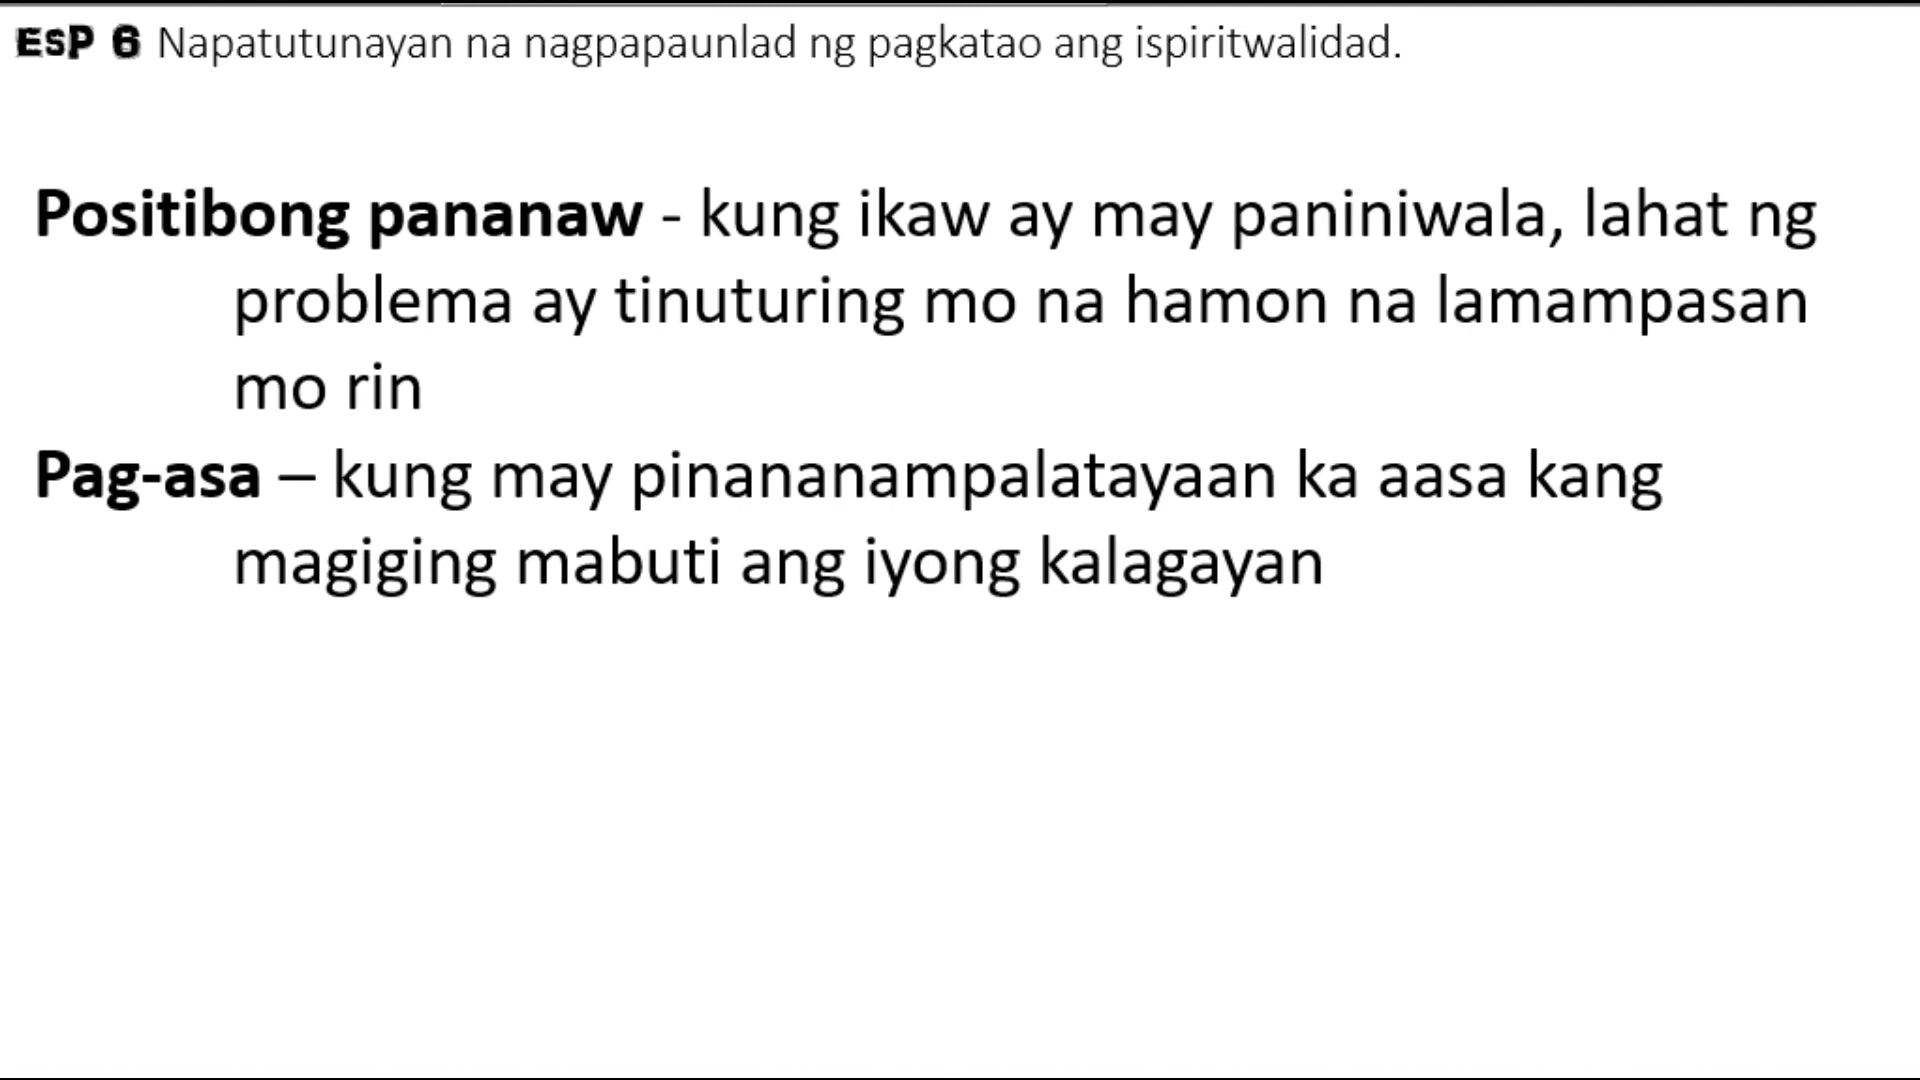 ESP 6 Napatutunayan na nagpapaunlad ng pagkatao ang ispiritwalidad.
Positibong pananaw - kung ikaw ay may paniniwala, lahat ng
problema ay tinuturing mo na hamon na lamampasan
mo rin
Pag-asa – kung may pinananampalatayaan ka aasa kang
magiging mabuti ang iyong kalagayan